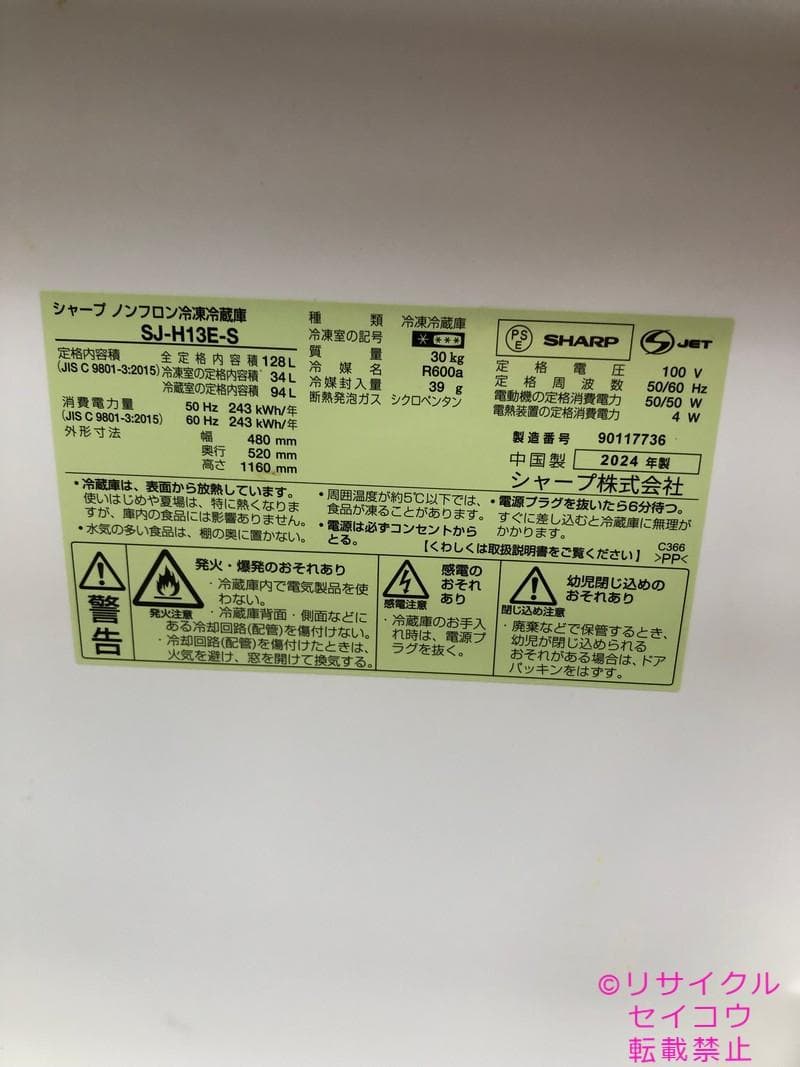 シャープ ノンフロン冷凍冷蔵庫
SJ-H13E-S
定格内容積 全定格内容積 128 L
(JIS C 9801-3:2015) 冷凍室の定格内容積 34 L
冷蔵室の定格内容積 94 L
消費電力量 50 Hz 243 kWh/年
(JIS C 9801-3:2015) 60 Hz 243 kWh/年
外形寸法 幅 480 mm
奥行 520 mm
高さ 1160 mm
種類 冷凍冷蔵庫
冷凍室の記号 * ***
質量 30 kg
冷媒名 R600a
冷媒封入量 39 g
断熱発泡ガス シクロペンタン
PS E SHARP S JET
定格電圧 100 V
定格周波数 50/60 Hz
電動機の定格消費電力 50/50 W
電熱装置の定格消費電力 4 W
製造番号 90117736
中国製 2024 年製
シャープ株式会社
・冷蔵庫は、表面から放熱しています。
使いはじめや夏場は、特に熱くなりま
すが、庫内の食品には影響ありません。
・水気の多い食品は、棚の奥に置かない。
・周囲温度が約5℃以下では、
食品が凍ることがあります。
・電源は必ずコンセントから
とる。
・電源プラグを抜いたら6分待つ。
すぐに差し込むと冷蔵庫に無理が
かかります。
【くわしくは取扱説明書をご覧ください】
C366
>PP<
警告
発火・爆発のおそれあり
発火注意
・冷蔵庫内で電気製品を使
わない。
・冷蔵庫背面・側面などに
ある冷却回路(配管)を傷付けない。
・冷却回路(配管)を傷付けたときは、
火気を避け、窓を開けて換気する。
感電の
おそれ
あり
感電注意
・冷蔵庫のお手入
れ時は、電源プ
ラグを抜く。
幼児閉じ込めの
おそれあり
閉じ込め注意
・廃棄などで保管するとき、
幼児が閉じ込められる
おそれがある場合は、ドア
パッキンをはずす。
©リサイクル
セイコウ
転載禁止